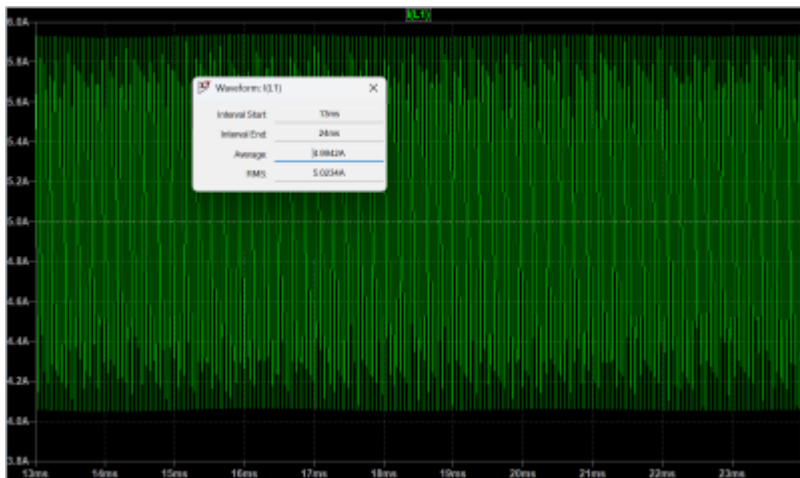 I(L1)
6.0A
5.8A
5.6A
5.4A
5.2A
5.0A
4.8A
4.6A
4.4A
4.2A
4.0A
3.8A
Waveform: I(L1)
Interval Start: 13ms
Interval End: 24ms
Average: 4.9942A
RMS: 5.0234A
13ms 14ms 15ms 16ms 17ms 18ms 19ms 20ms 21ms 22ms 23ms